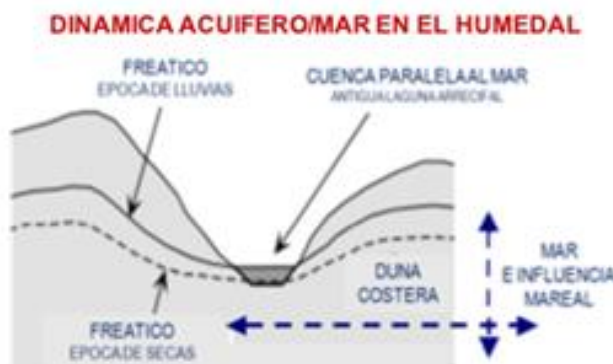 DINAMICA ACUIFERO/MAR EN EL HUMEDAL
FREATICO
EPOCA DE LLUVIAS
CUENCA PARALELA AL MAR
ANTIGUA LAGUNA ARRECIFAL
DUNA
COSTERA
MAR
E INFLUENCIA
MAREAL
FREATICO
EPOCA DE SECAS